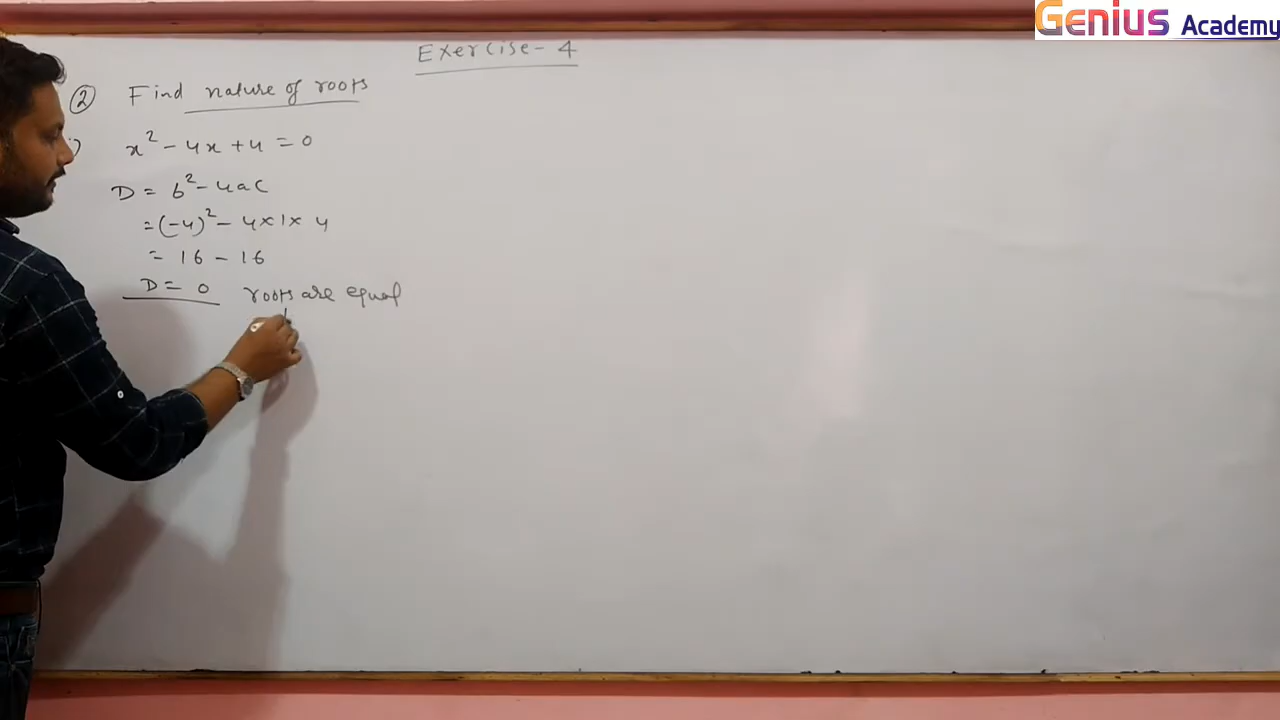 Genius Academy
Exercise - 4
② Find nature of roots
i) x² - 4x + 4 = 0
D = b² - 4ac
= (-4)² - 4 × 1 × 4
= 16 - 16
D = 0 roots are equal